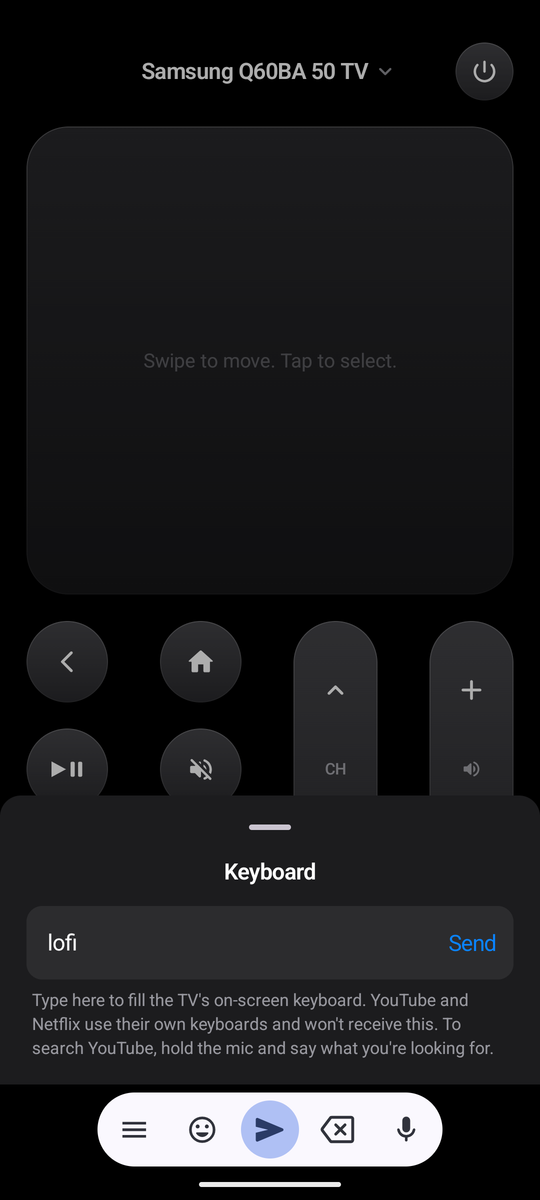 Samsung Q60BA 50 TV
Swipe to move. Tap to select.
CH
Keyboard
lofi
Send
Type here to fill the TV's on-screen keyboard. YouTube and
Netflix use their own keyboards and won't receive this. To
search YouTube, hold the mic and say what you're looking for.